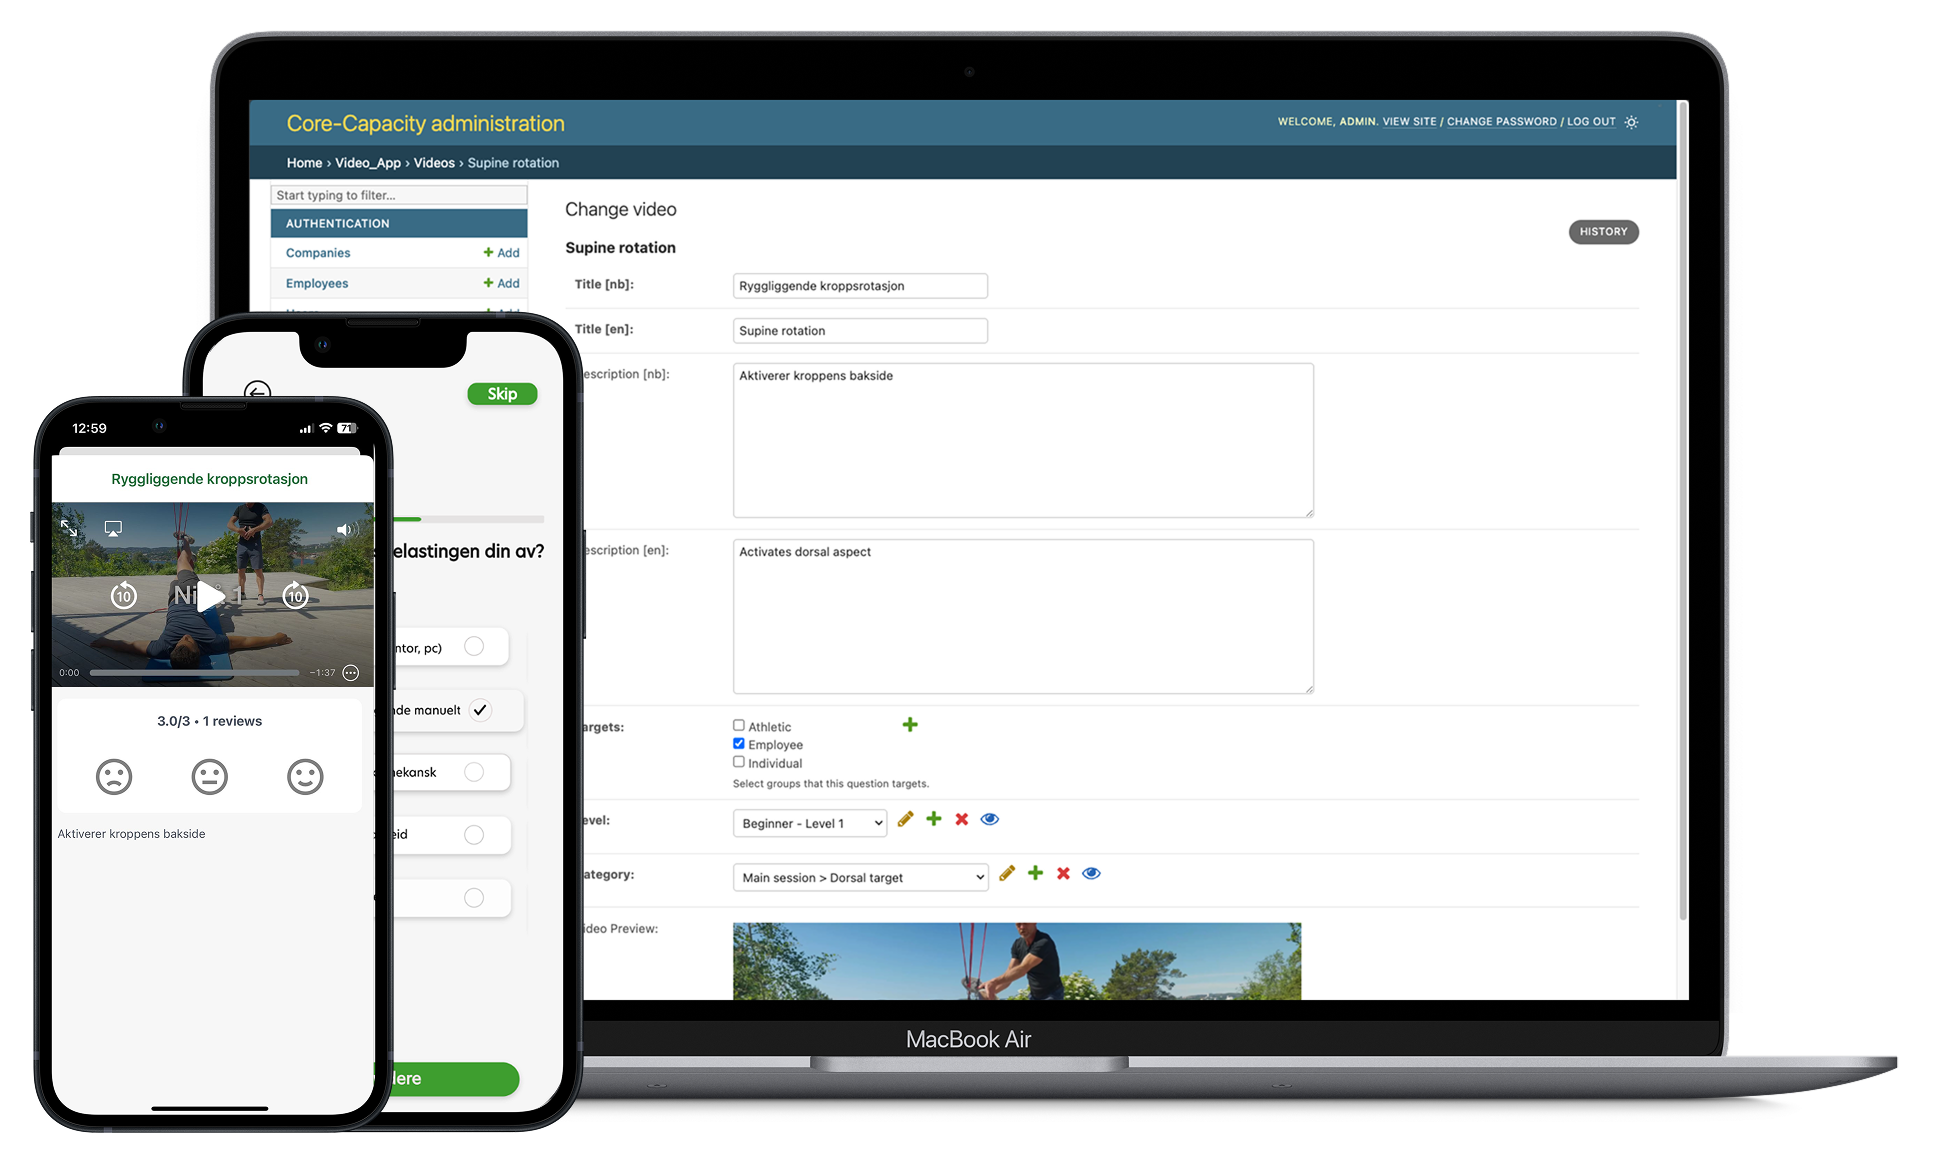 Core-Capacity administration
WELCOME, ADMIN. VIEW SITE / CHANGE PASSWORD / LOG OUT
Home › Video_App › Videos › Supine rotation
Start typing to filter...
AUTHENTICATION
Companies + Add
Employees + Add
Change video
HISTORY
Supine rotation
Title [nb]: Ryggliggende kroppsrotasjon
Title [en]: Supine rotation
escription [nb]: Aktiverer kroppens bakside
escription [en]: Activates dorsal aspect
argets:
Athletic
Employee
Individual
Select groups that this question targets.
evel: Beginner - Level 1
ategory: Main session > Dorsal target
ideo Preview:
MacBook Air
Skip
elastingen din av?
ntor, pc)
nde manuelt
nekansk
eid
dere
12:59
71
Ryggliggende kroppsrotasjon
10
10
0:00
-1:37
3.0/3 • 1 reviews
Aktiverer kroppens bakside